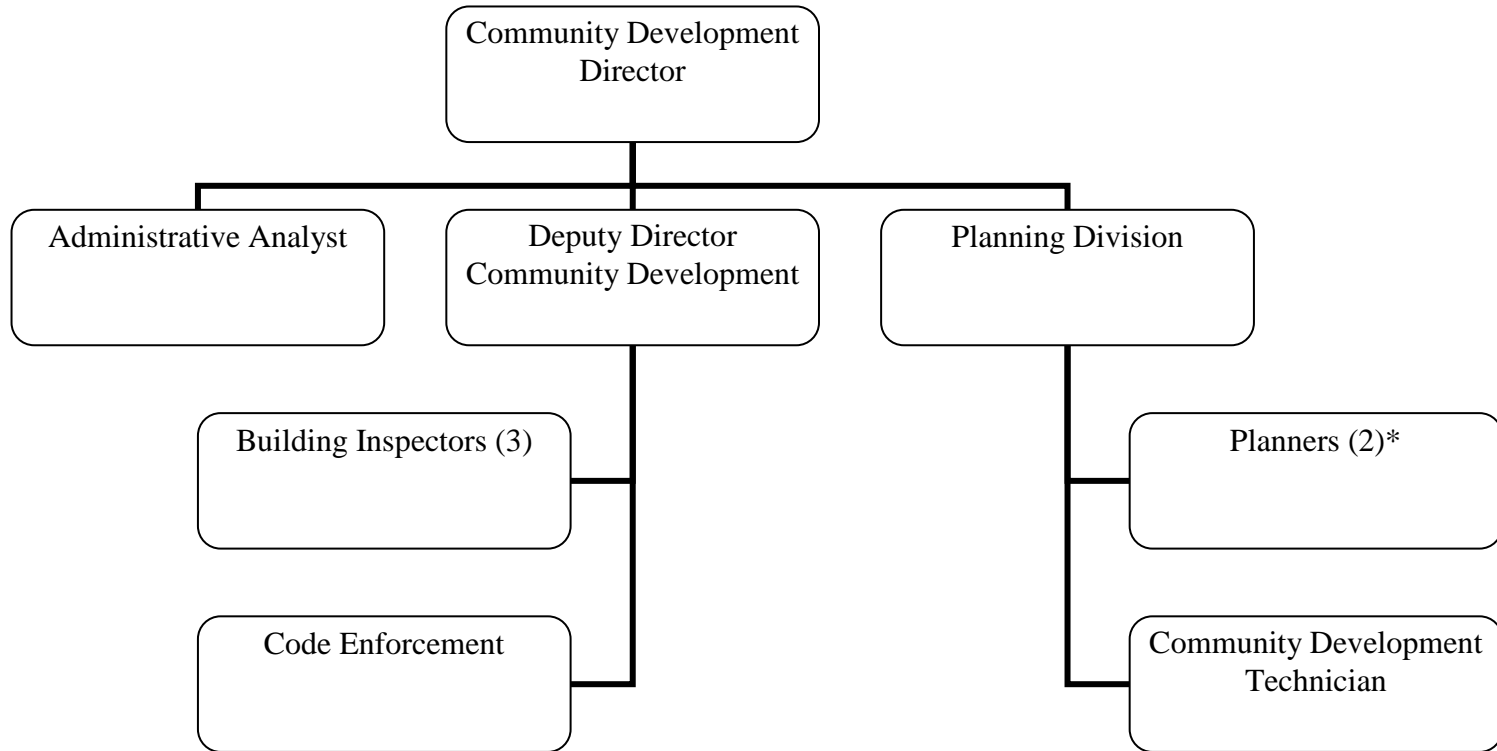 Community Development
Director
Administrative Analyst
Deputy Director
Community Development
Planning Division
Building Inspectors (3)
Planners (2)*
Code Enforcement
Community Development
Technician